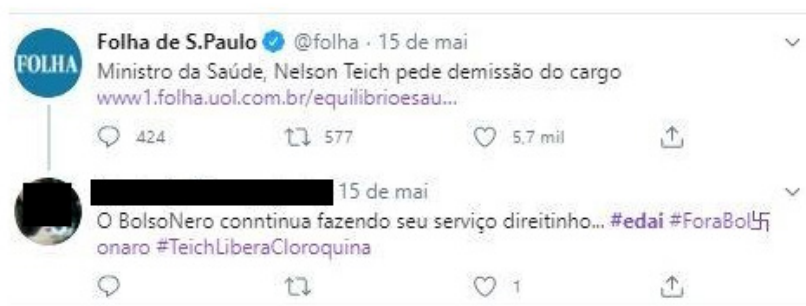 FOLHA
Folha de S.Paulo @folha · 15 de mai
Ministro da Saúde, Nelson Teich pede demissão do cargo
www1.folha.uol.com.br/equilibrioesau...
424 577 5,7 mil
15 de mai
O BolsoNero conntinua fazendo seu serviço direitinho... #edai #ForaBol卐
onaro #TeichLiberaCloroquina
1